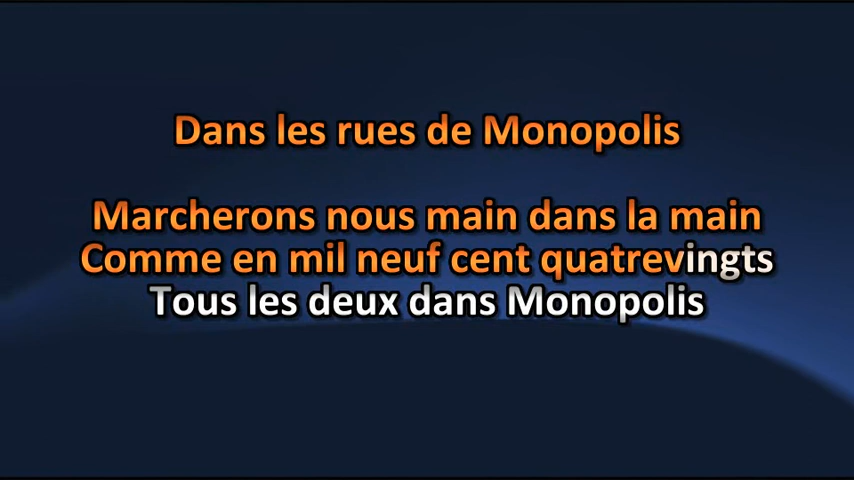 Dans les rues de Monopolis
Marcherons nous main dans la main
Comme en mil neuf cent quatrevingts
Tous les deux dans Monopolis